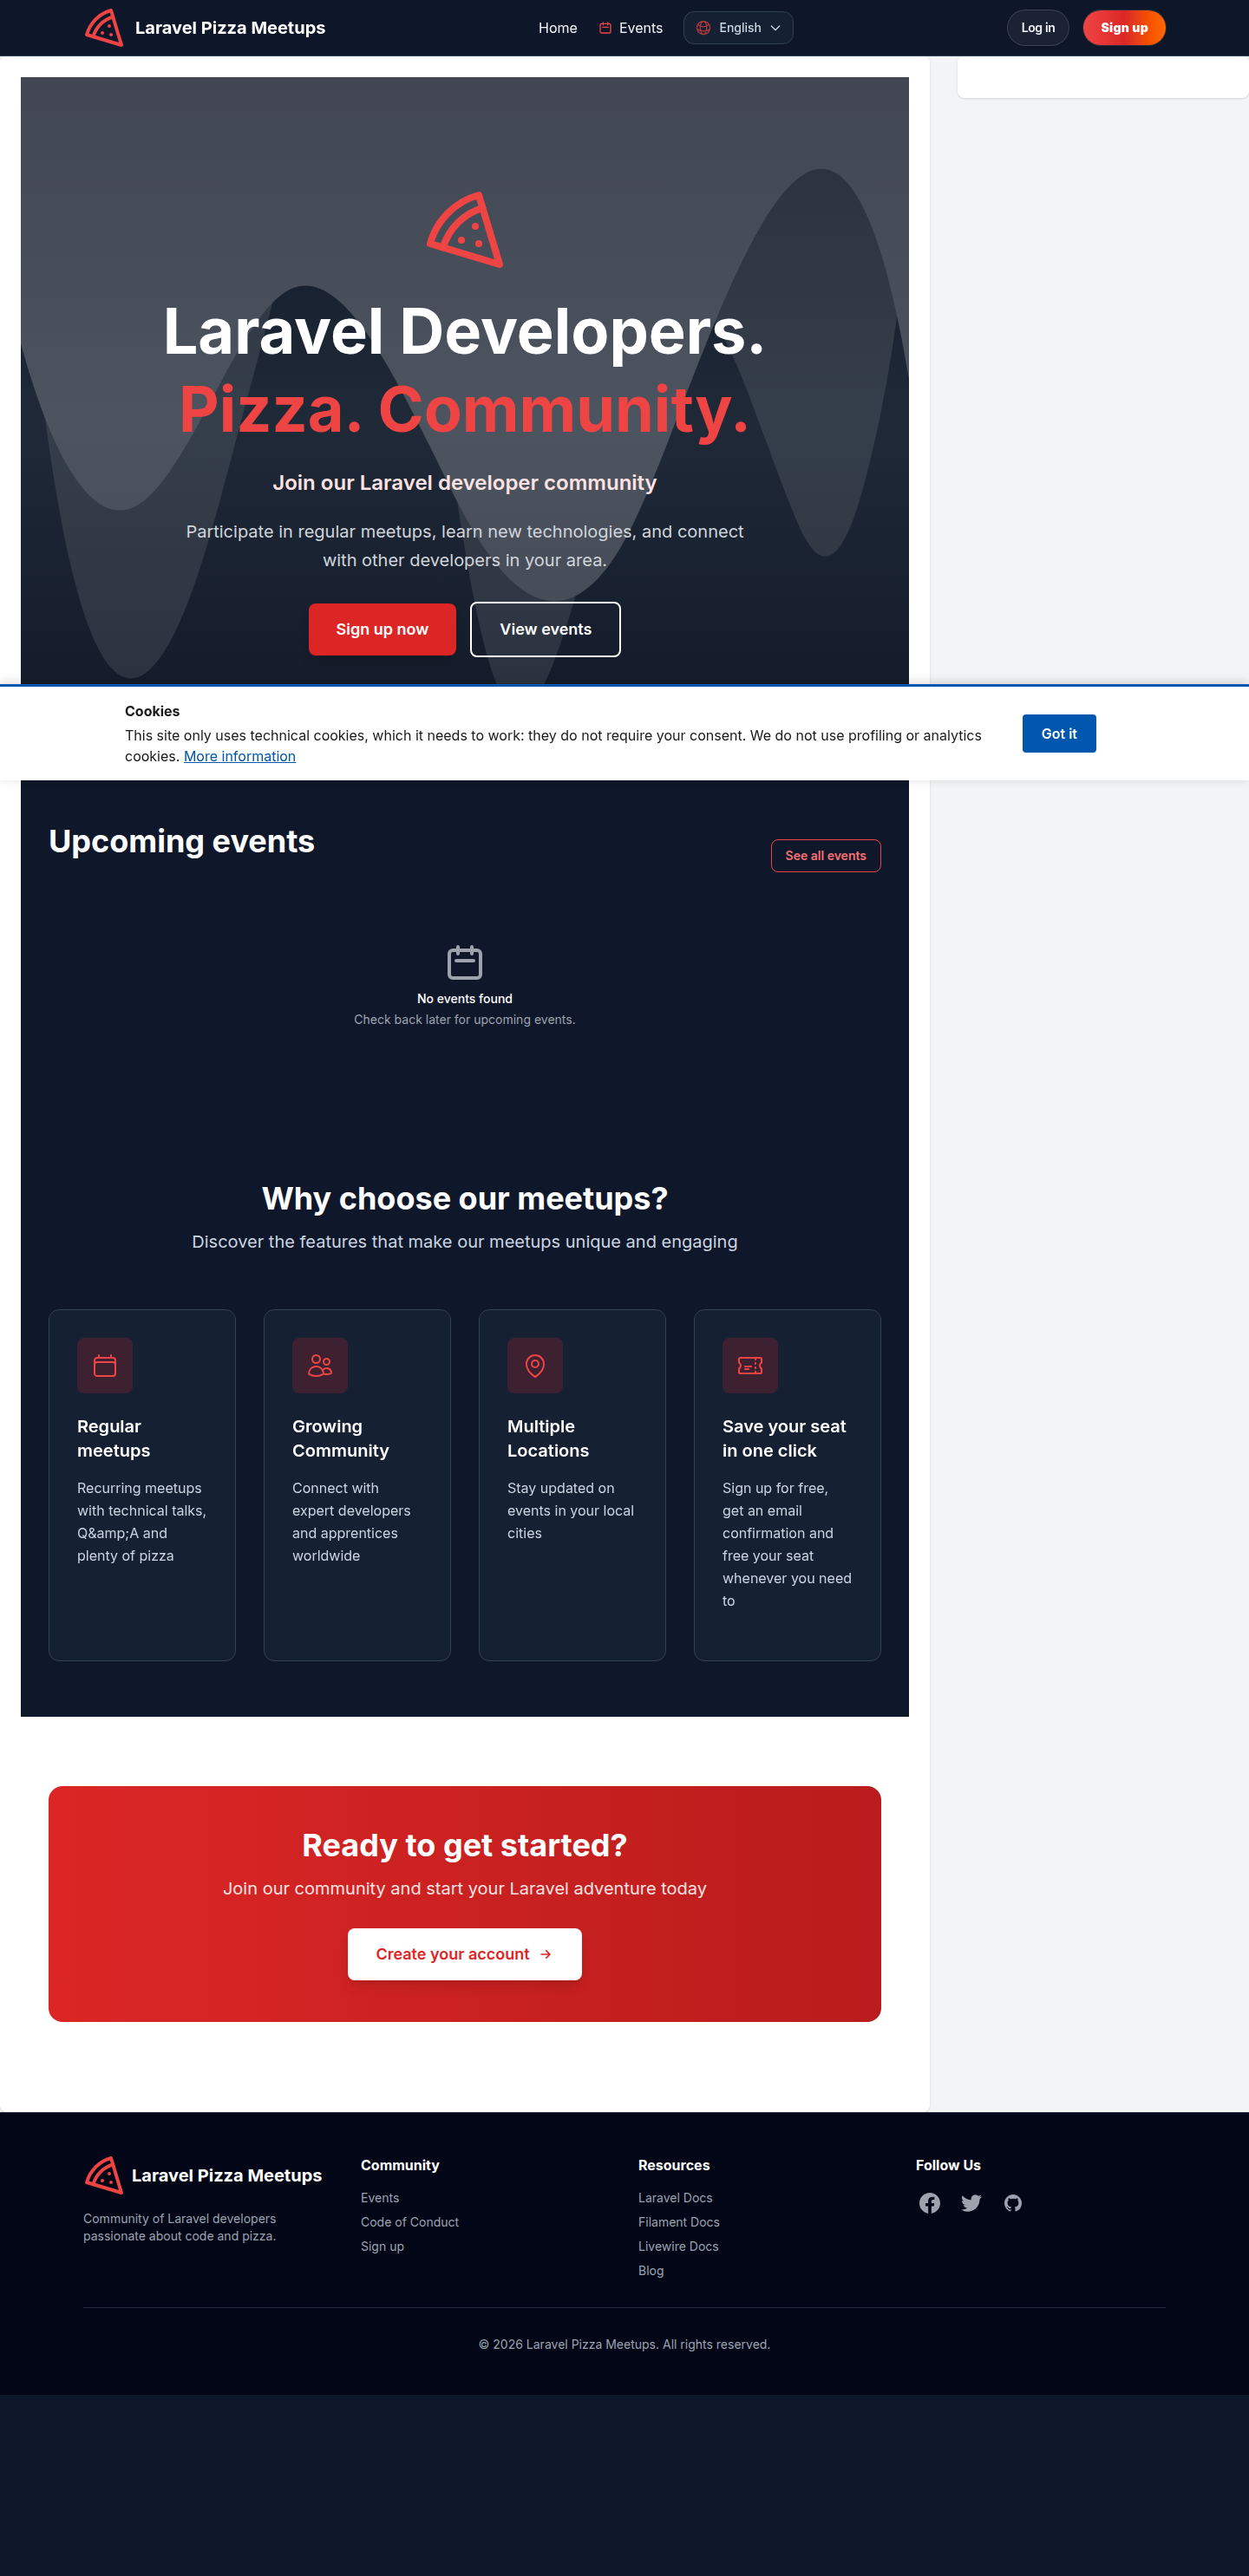 Laravel Pizza Meetups
Home
Events
English
Log in
Sign up
Laravel Developers.
Pizza. Community.
Join our Laravel developer community
Participate in regular meetups, learn new technologies, and connect
with other developers in your area.
Sign up now
View events
Cookies
This site only uses technical cookies, which it needs to work: they do not require your consent. We do not use profiling or analytics
cookies. More information
Got it
Upcoming events
See all events
No events found
Check back later for upcoming events.
Why choose our meetups?
Discover the features that make our meetups unique and engaging
Regular
meetups
Recurring meetups
with technical talks,
Q&amp;A and
plenty of pizza
Growing
Community
Connect with
expert developers
and apprentices
worldwide
Multiple
Locations
Stay updated on
events in your local
cities
Save your seat
in one click
Sign up for free,
get an email
confirmation and
free your seat
whenever you need
to
Ready to get started?
Join our community and start your Laravel adventure today
Create your account
Laravel Pizza Meetups
Community of Laravel developers
passionate about code and pizza.
Community
Events
Code of Conduct
Sign up
Resources
Laravel Docs
Filament Docs
Livewire Docs
Blog
Follow Us
© 2026 Laravel Pizza Meetups. All rights reserved.